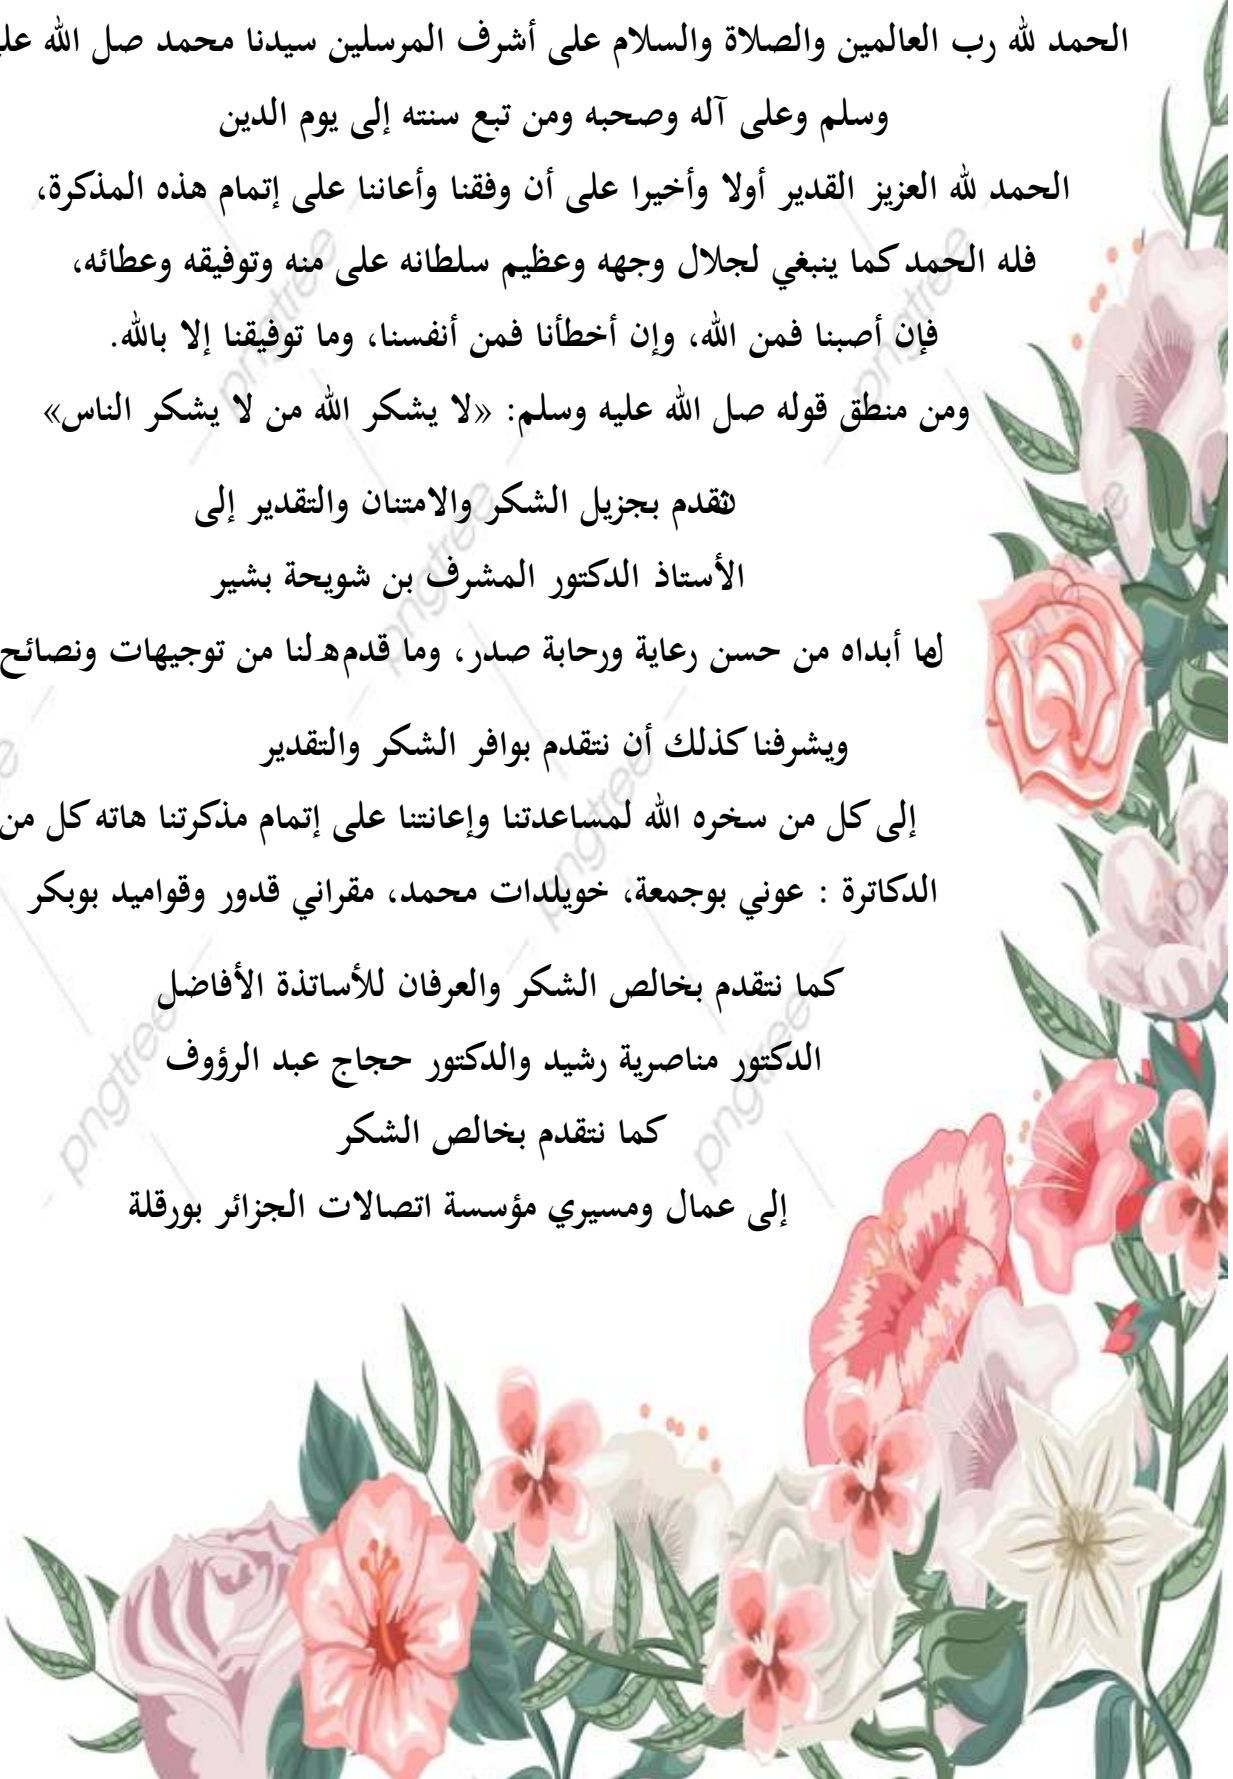 الحمد لله رب العالمين والصلاة والسلام على أشرف المرسلين سيدنا محمد صل الله علي
وسلم وعلى آله وصحبه ومن تبع سنته إلى يوم الدين
الحمد لله العزيز القدير أولا وأخيرا على أن وفقنا وأعاننا على إتمام هذه المذكرة،
فله الحمد كما ينبغي لجلال وجهه وعظيم سلطانه على منه وتوفيقه وعطائه،
فإن أصبنا فمن الله، وإن أخطأنا فمن أنفسنا، وما توفيقنا إلا بالله.
ومن منطق قوله صل الله عليه وسلم: «لا يشكر الله من لا يشكر الناس»
نتقدم بجزيل الشكر والامتنان والتقدير إلى
الأستاذ الدكتور المشرف بن شويحة بشير
لما أبداه من حسن رعاية ورحابة صدر، وما قدمه لنا من توجيهات ونصائح
ويشرفنا كذلك أن نتقدم بوافر الشكر والتقدير
إلى كل من سخره الله لمساعدتنا وإعانتنا على إتمام مذكرتنا هاته كل من
الدكاترة : عوني بوجمعة، خويلدات محمد، مقراني قدور وقواميد بوبكر
كما نتقدم بخالص الشكر والعرفان للأساتذة الأفاضل
الدكتور مناصرية رشيد والدكتور حجاج عبد الرؤوف
كما نتقدم بخالص الشكر
إلى عمال ومسيري مؤسسة اتصالات الجزائر بورقلة
pngtree
pngtree
pngtree
pngtree
pngtree
pngtree
pngtree